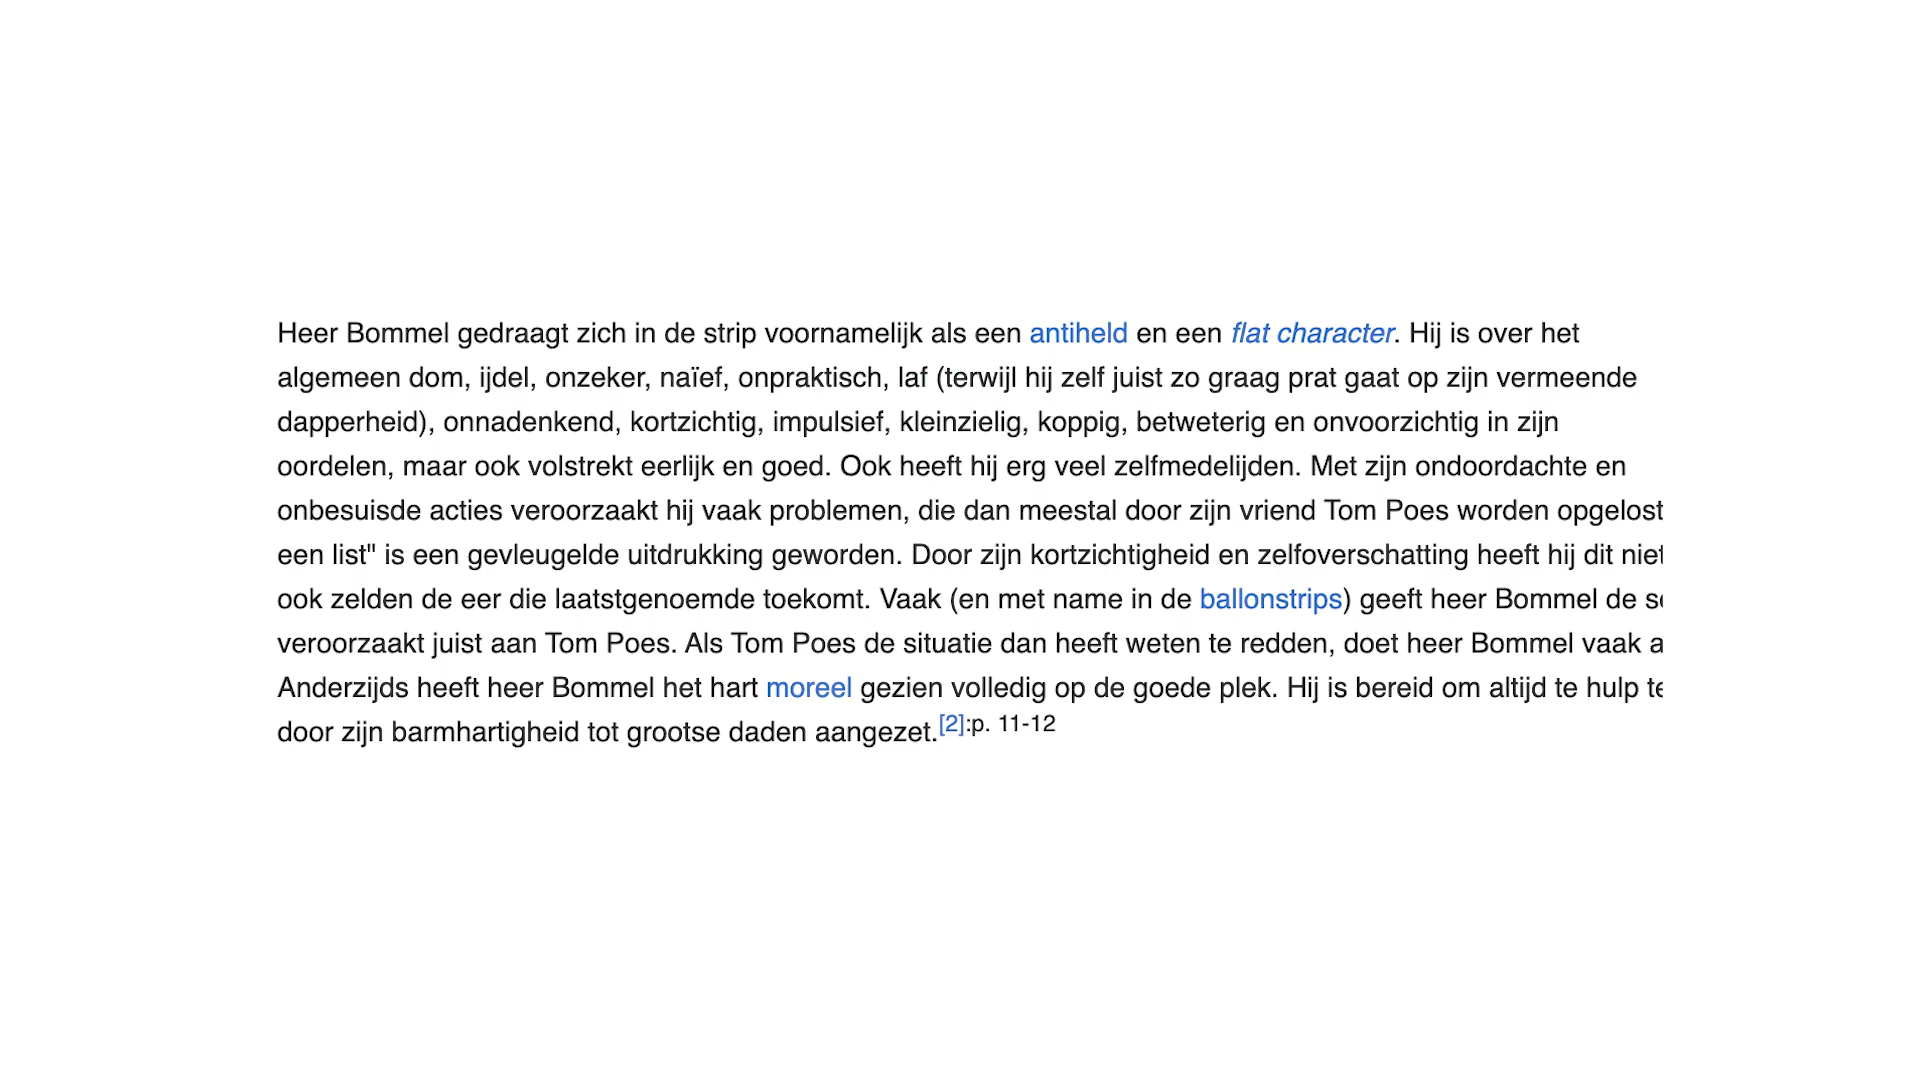 Heer Bommel gedraagt zich in de strip voornamelijk als een antiheld en een flat character. Hij is over het
algemeen dom, ijdel, onzeker, naïef, onpraktisch, laf (terwijl hij zelf juist zo graag prat gaat op zijn vermeende
dapperheid), onnadenkend, kortzichtig, impulsief, kleinzielig, koppig, betweterig en onvoorzichtig in zijn
oordelen, maar ook volstrekt eerlijk en goed. Ook heeft hij erg veel zelfmedelijden. Met zijn ondoordachte en
onbesuisde acties veroorzaakt hij vaak problemen, die dan meestal door zijn vriend Tom Poes worden opgelost
een list" is een gevleugelde uitdrukking geworden. Door zijn kortzichtigheid en zelfoverschatting heeft hij dit niet
ook zelden de eer die laatstgenoemde toekomt. Vaak (en met name in de ballonstrips) geeft heer Bommel de
veroorzaakt juist aan Tom Poes. Als Tom Poes de situatie dan heeft weten te redden, doet heer Bommel vaak a
Anderzijds heeft heer Bommel het hart moreel gezien volledig op de goede plek. Hij is bereid om altijd te hulp te
door zijn barmhartigheid tot grootse daden aangezet.[2]:p. 11-12